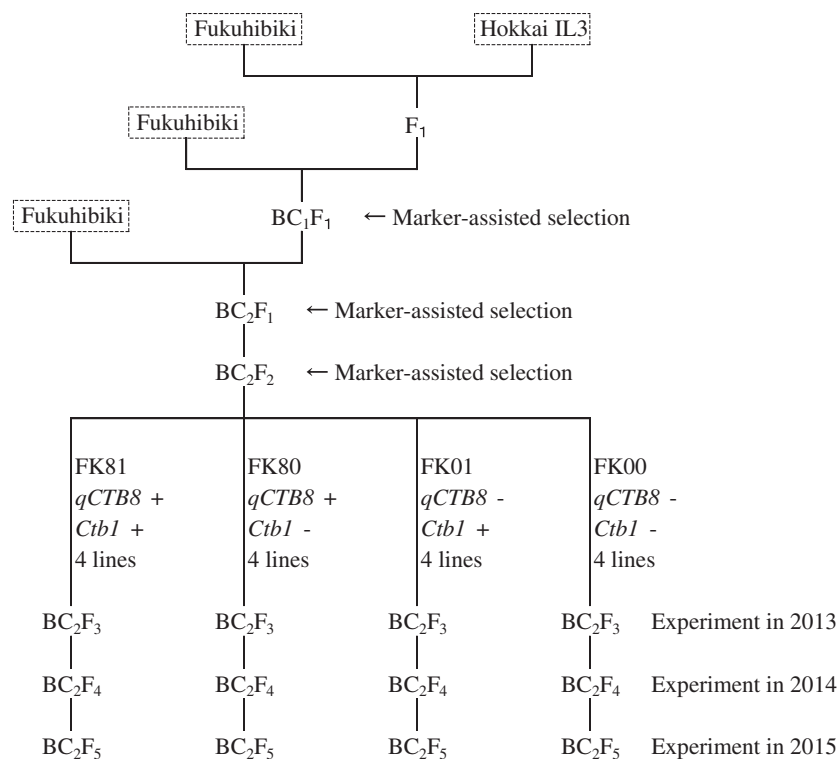 Fukuhibiki Hokkai IL3
Fukuhibiki F₁
Fukuhibiki BC₁F₁ ← Marker-assisted selection
BC₂F₁ ← Marker-assisted selection
BC₂F₂ ← Marker-assisted selection
FK81 FK80 FK01 FK00
qCTB8 + qCTB8 + qCTB8 - qCTB8 -
Ctb1 + Ctb1 - Ctb1 + Ctb1 -
4 lines 4 lines 4 lines 4 lines
BC₂F₃ BC₂F₃ BC₂F₃ BC₂F₃ Experiment in 2013
BC₂F₄ BC₂F₄ BC₂F₄ BC₂F₄ Experiment in 2014
BC₂F₅ BC₂F₅ BC₂F₅ BC₂F₅ Experiment in 2015